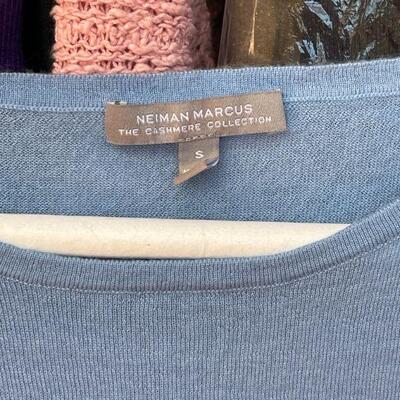 NEIMAN MARCUS
THE CASHMERE COLLECTION
S